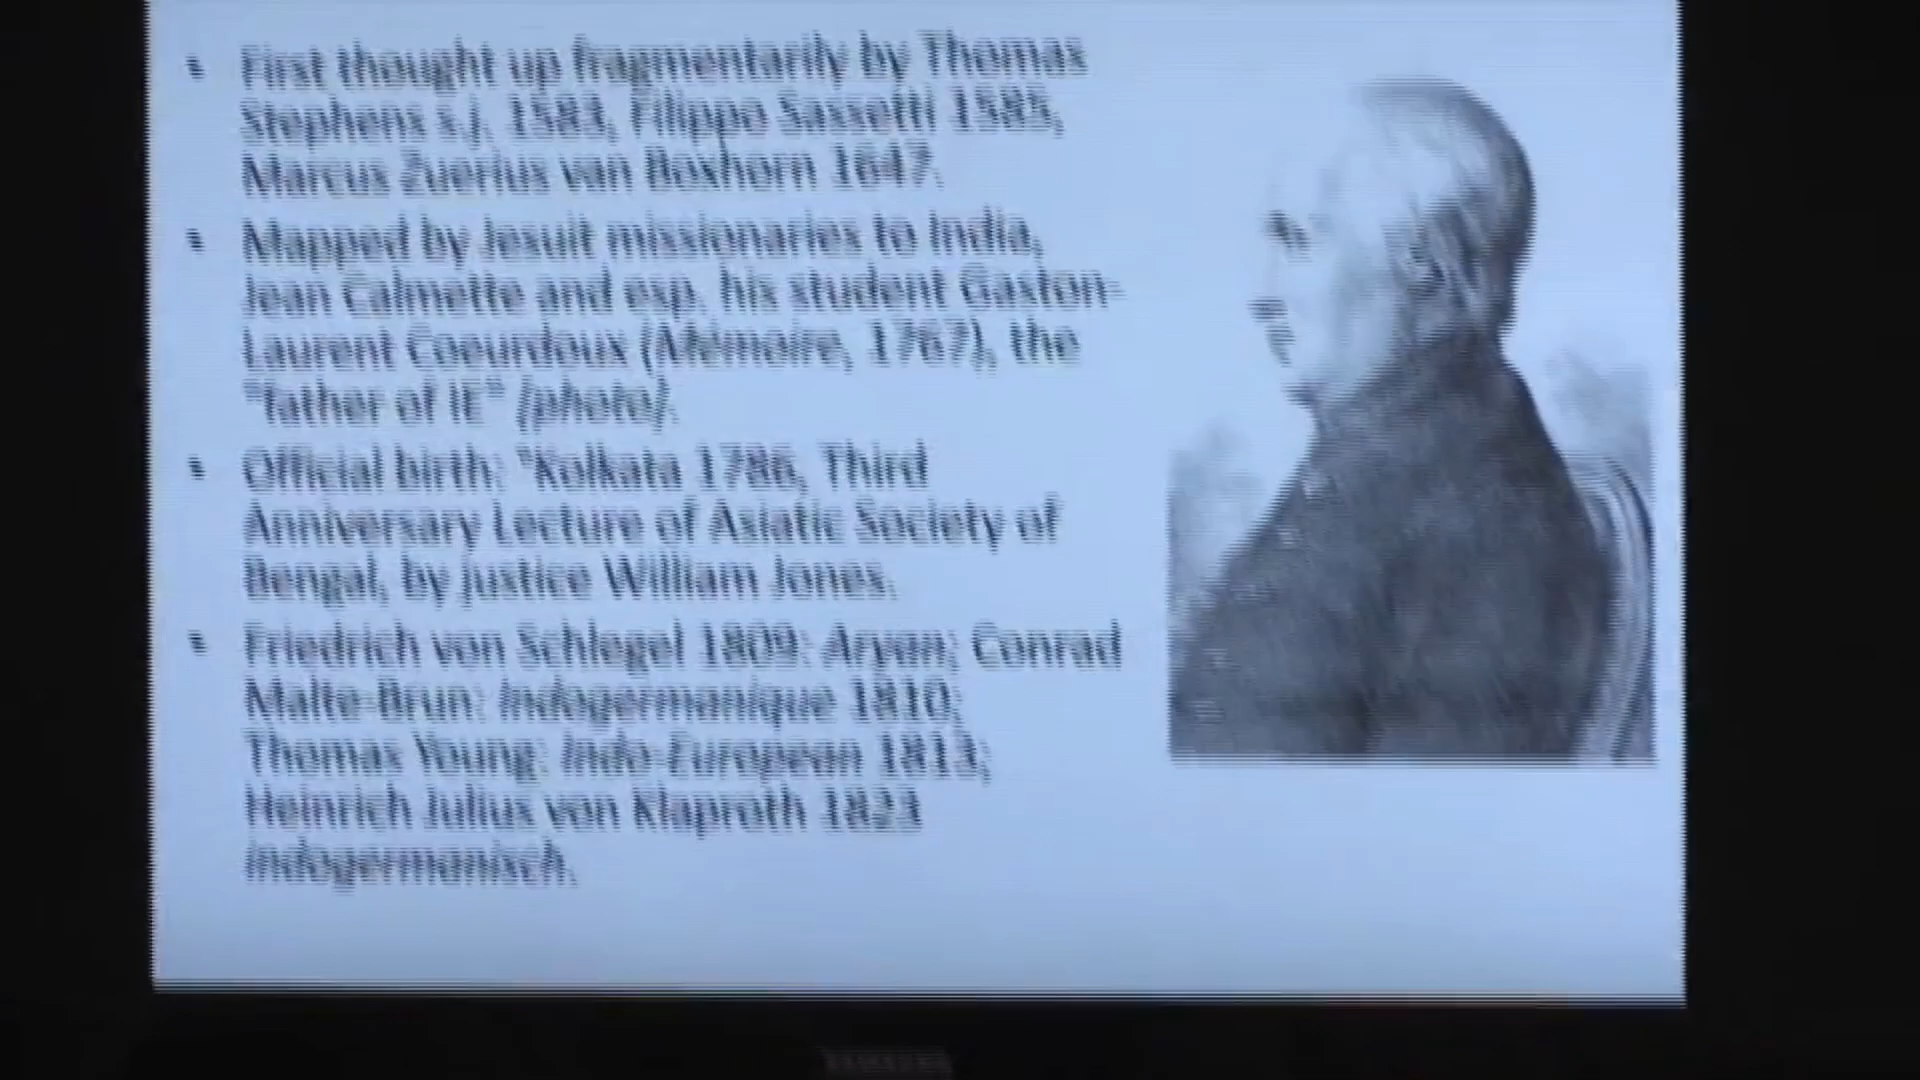 • First thought up fragmentarily by Thomas
Stephens s.j. 1583, Filippo Sassetti 1585,
Marcus Zuerius van Boxhorn 1647.
• Mapped by Jesuit missionaries to India,
Jean Calmette and esp. his student Gaston-
Laurent Coeurdoux (Mémoire, 1767), the
"father of IE" (photo).
• Official birth: °Kolkata 1786, Third
Anniversary Lecture of Asiatic Society of
Bengal, by justice William Jones.
• Friedrich von Schlegel 1809: Aryan; Conrad
Malte-Brun: Indogermanique 1810;
Thomas Young: Indo-European 1813;
Heinrich Julius von Klaproth 1823
indogermanisch.